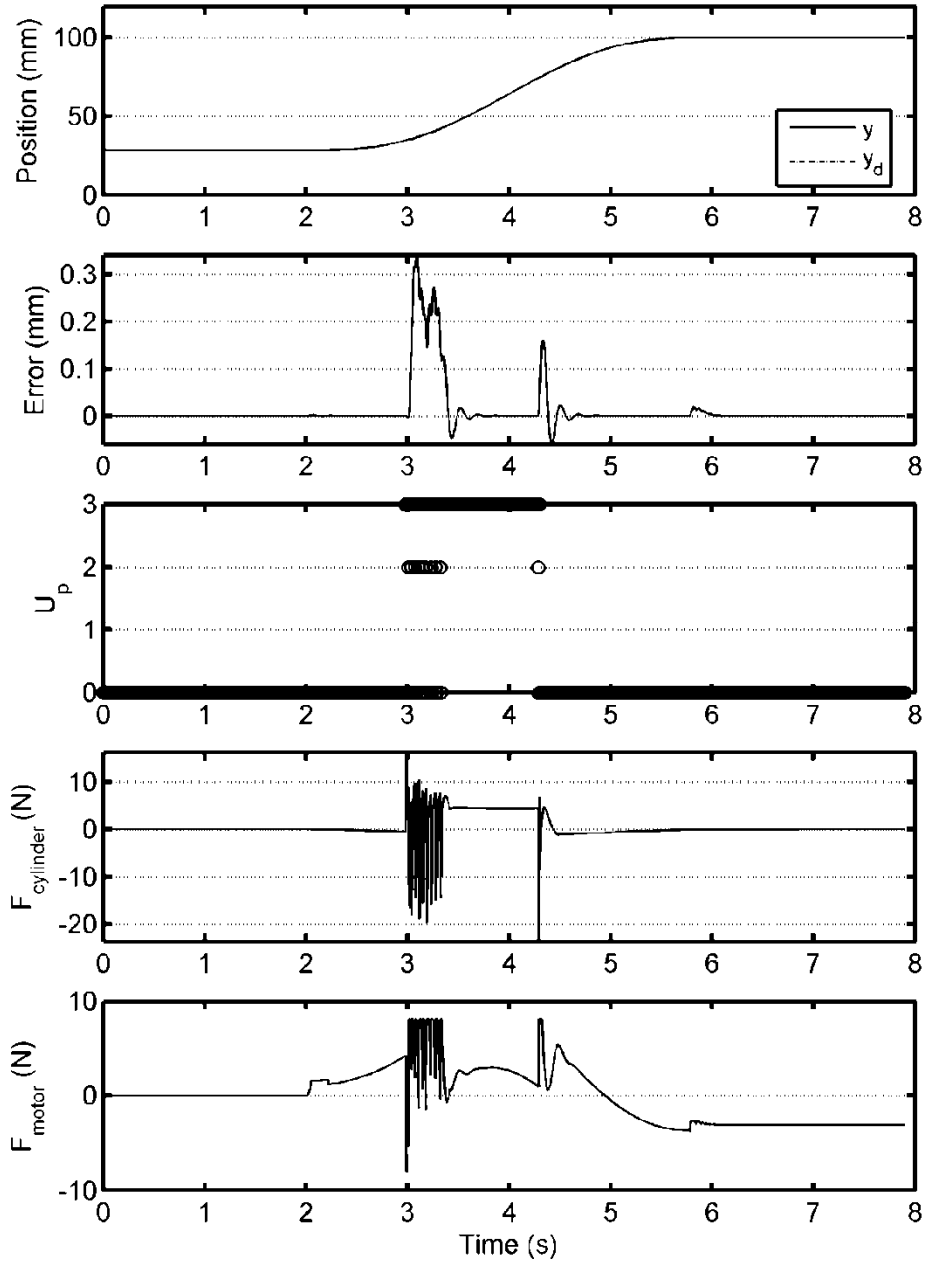 Position (mm)
100
50
0
y
y_d
0 1 2 3 4 5 6 7 8
Error (mm)
0.3
0.2
0.1
0
0 1 2 3 4 5 6 7 8
U_p
3
2
1
0
0 1 2 3 4 5 6 7 8
F_cylinder (N)
10
0
-10
-20
0 1 2 3 4 5 6 7 8
F_motor (N)
10
0
-10
0 1 2 3 4 5 6 7 8
Time (s)